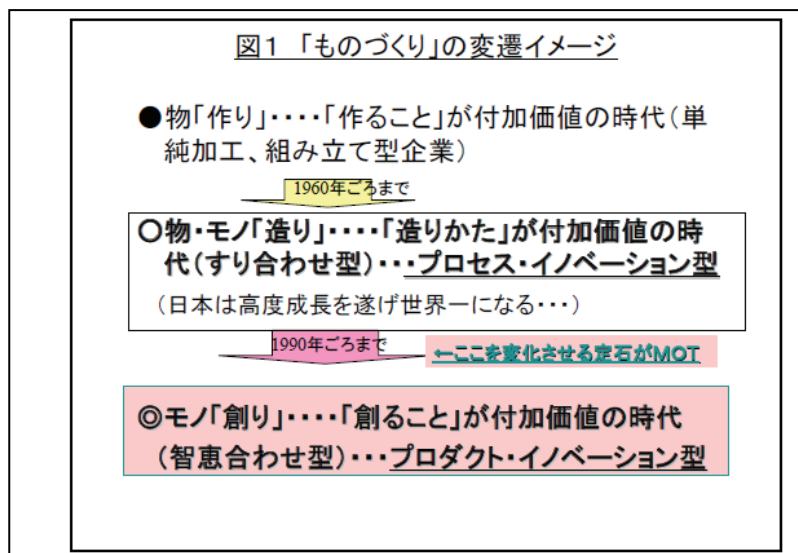 図1 「ものづくり」の変遷イメージ
●物「作り」・・・・「作ること」が付加価値の時代(単
純加工、組み立て型企業)
1960年ごろまで
○物・モノ「造り」・・・・「造りかた」が付加価値の時
代(すり合わせ型)・・・プロセス・イノベーション型
(日本は高度成長を遂げ世界一になる・・・)
1990年ごろまで
←ここを変化させる定石がMOT
◎モノ「創り」・・・・「創ること」が付加価値の時代
(智恵合わせ型)・・・プロダクト・イノベーション型